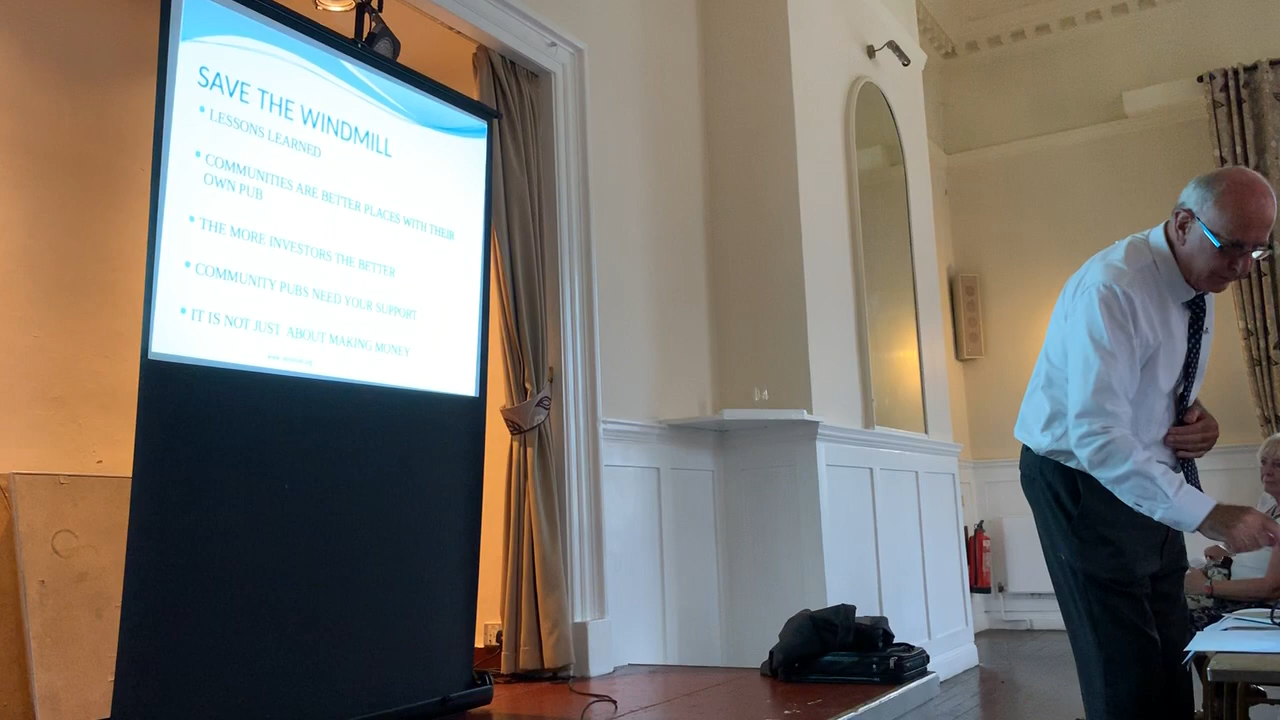 SAVE THE WINDMILL
• LESSONS LEARNED
• COMMUNITIES ARE BETTER PLACES WITH THEIR
OWN PUB
• THE MORE INVESTORS THE BETTER
• COMMUNITY PUBS NEED YOUR SUPPORT
• IT IS NOT JUST ABOUT MAKING MONEY